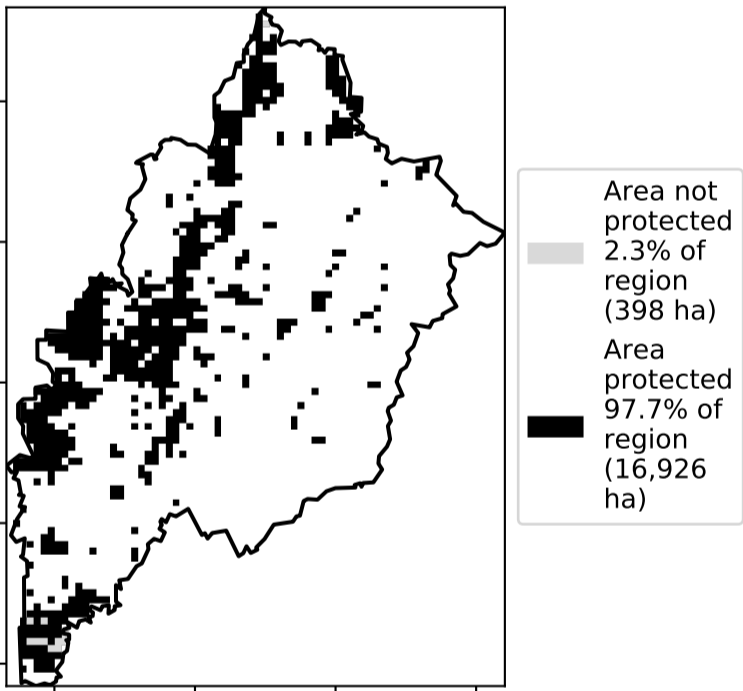 Area not
protected
2.3% of
region
(398 ha)
Area
protected
97.7% of
region
(16,926
ha)